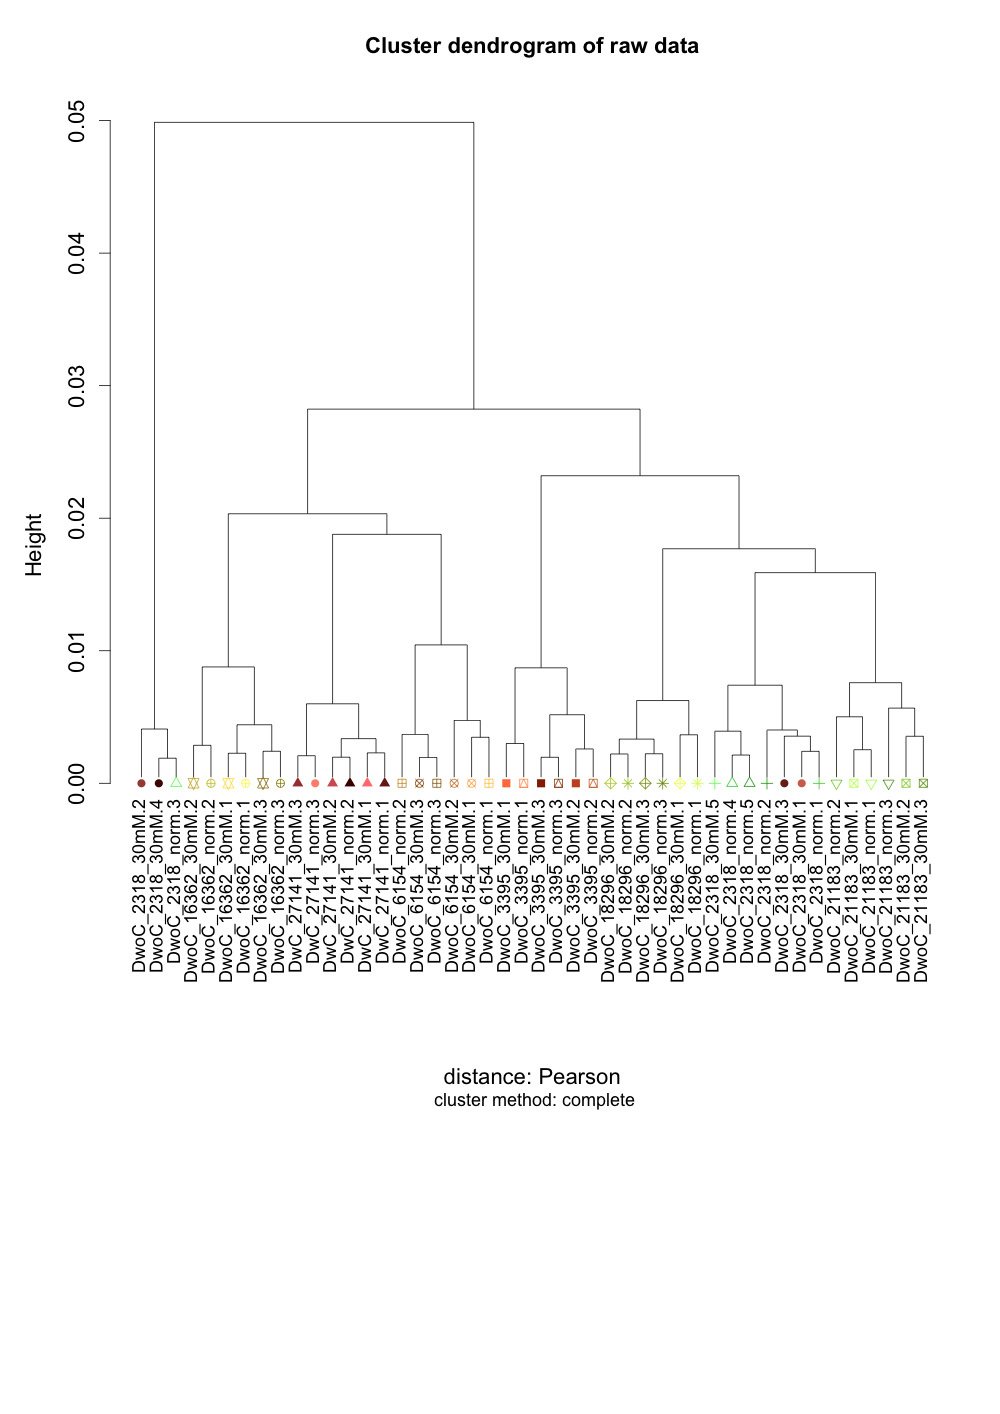 Cluster dendrogram of raw data
0.05
0.04
0.03
0.02
0.01
0.00
Height
DwoC_2318_30mM.2
DwoC_2318_30mM.4
DwoC_2318_norm.3
DwoC_16362_30mM.2
DwoC_16362_norm.2
DwoC_16362_30mM.1
DwoC_16362_norm.1
DwoC_16362_30mM.3
DwoC_16362_norm.3
DwoC_27141_30mM.3
DwoC_27141_norm.3
DwoC_27141_30mM.2
DwoC_27141_norm.2
DwoC_27141_30mM.1
DwoC_27141_norm.1
DwoC_6154_norm.2
DwoC_6154_30mM.3
DwoC_6154_norm.3
DwoC_6154_30mM.2
DwoC_6154_30mM.1
DwoC_6154_norm.1
DwoC_3395_30mM.1
DwoC_3395_norm.1
DwoC_3395_30mM.3
DwoC_3395_norm.3
DwoC_3395_30mM.2
DwoC_3395_norm.2
DwoC_18296_30mM.2
DwoC_18296_norm.2
DwoC_18296_30mM.3
DwoC_18296_norm.3
DwoC_18296_30mM.1
DwoC_18296_norm.1
DwoC_2318_30mM.5
DwoC_2318_norm.4
DwoC_2318_norm.5
DwoC_2318_norm.2
DwoC_2318_30mM.3
DwoC_2318_30mM.1
DwoC_2318_norm.1
DwoC_21183_norm.2
DwoC_21183_30mM.1
DwoC_21183_norm.1
DwoC_21183_norm.3
DwoC_21183_30mM.2
DwoC_21183_30mM.3
distance: Pearson
cluster method: complete